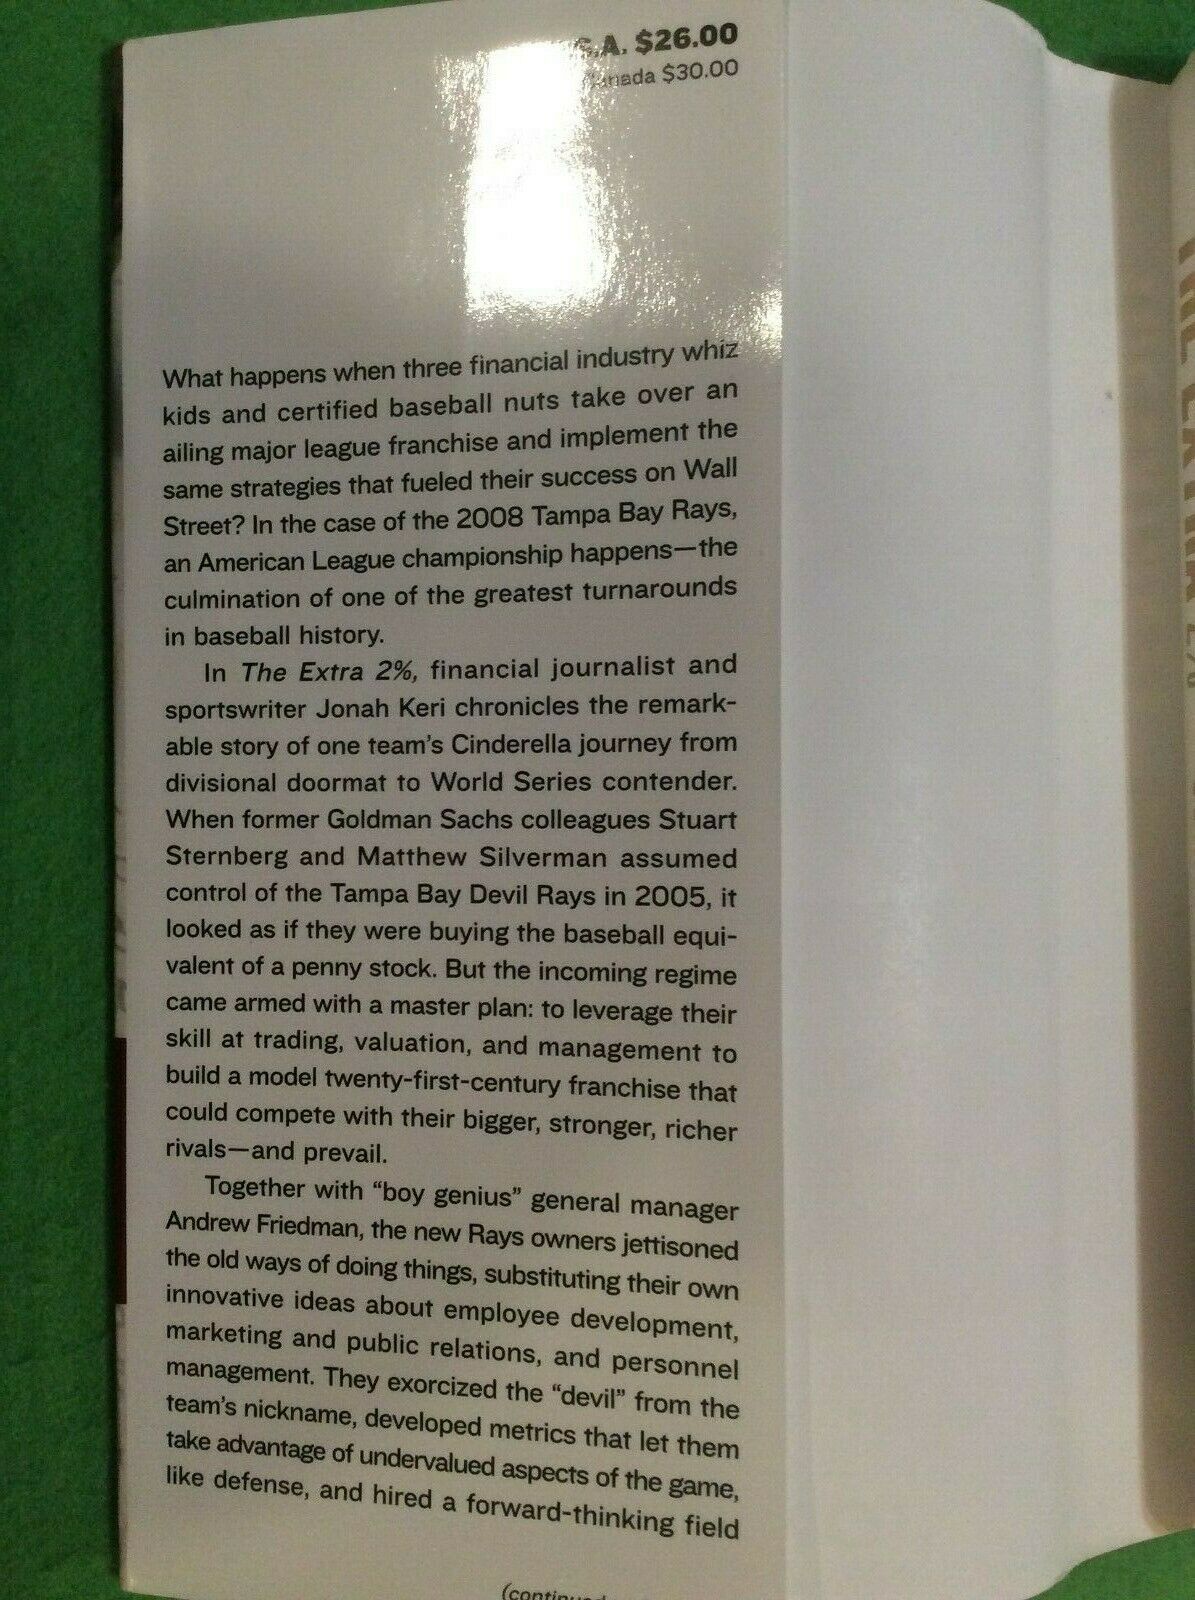 S.A. $26.00
Canada $30.00
What happens when three financial industry whiz
kids and certified baseball nuts take over an
ailing major league franchise and implement the
same strategies that fueled their success on Wall
Street? In the case of the 2008 Tampa Bay Rays,
an American League championship happens—the
culmination of one of the greatest turnarounds
in baseball history.
In The Extra 2%, financial journalist and
sportswriter Jonah Keri chronicles the remark-
able story of one team's Cinderella journey from
divisional doormat to World Series contender.
When former Goldman Sachs colleagues Stuart
Sternberg and Matthew Silverman assumed
control of the Tampa Bay Devil Rays in 2005, it
looked as if they were buying the baseball equi-
valent of a penny stock. But the incoming regime
came armed with a master plan: to leverage their
skill at trading, valuation, and management to
build a model twenty-first-century franchise that
could compete with their bigger, stronger, richer
rivals—and prevail.
Together with “boy genius” general manager
Andrew Friedman, the new Rays owners jettisoned
the old ways of doing things, substituting their own
innovative ideas about employee development,
marketing and public relations, and personnel
management. They exorcized the “devil” from the
team's nickname, developed metrics that let them
take advantage of undervalued aspects of the game,
like defense, and hired a forward-thinking field
(continued